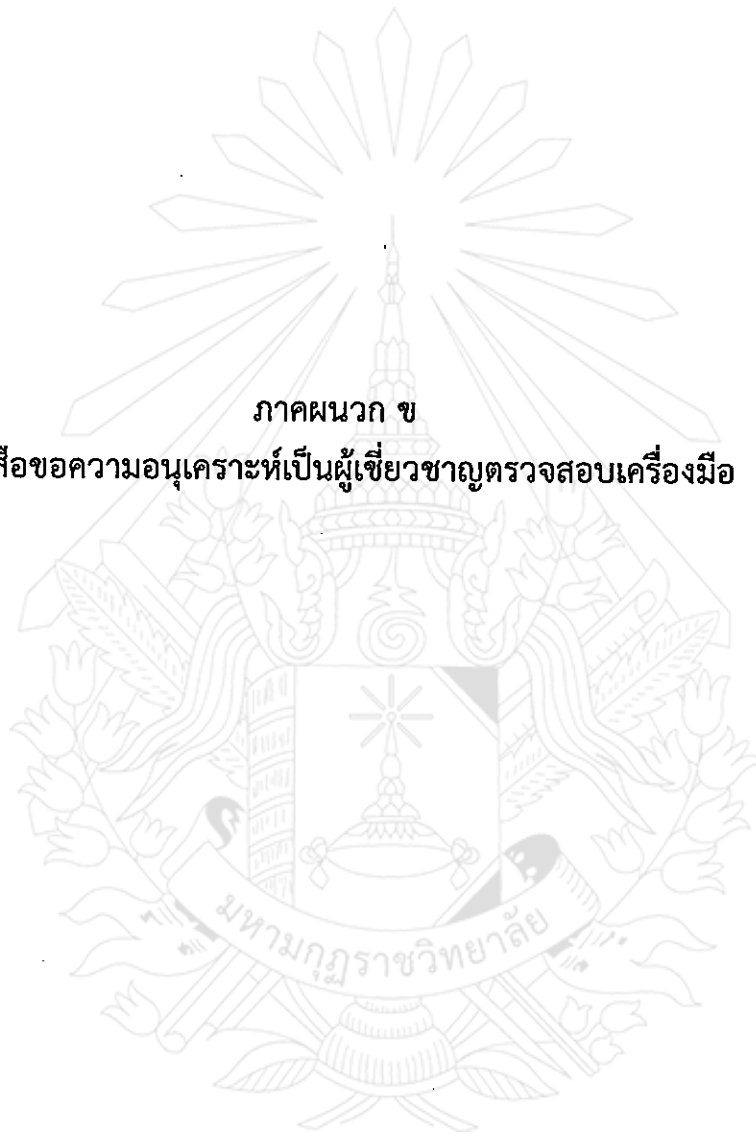 ภาคผนวก ข
สือขอความอนุเคราะห์เป็นผู้เชี่ยวชาญตรวจสอบเครื่องมือ
มหามกุฏราชวิทยาลัย